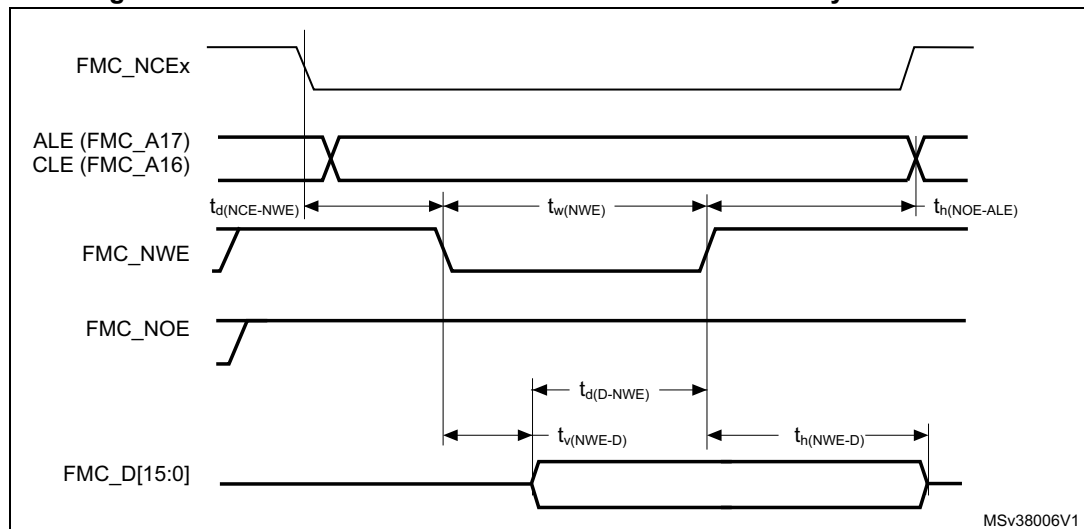 FMC_NCEx
ALE (FMC_A17)
CLE (FMC_A16)
td(NCE-NWE)
tw(NWE)
th(NOE-ALE)
FMC_NWE
FMC_NOE
td(D-NWE)
tv(NWE-D)
th(NWE-D)
FMC_D[15:0]
MSv38006V1